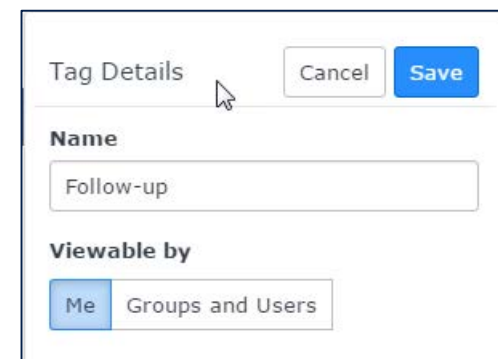 Tag Details Cancel Save
Name
Follow-up
Viewable by
Me Groups and Users